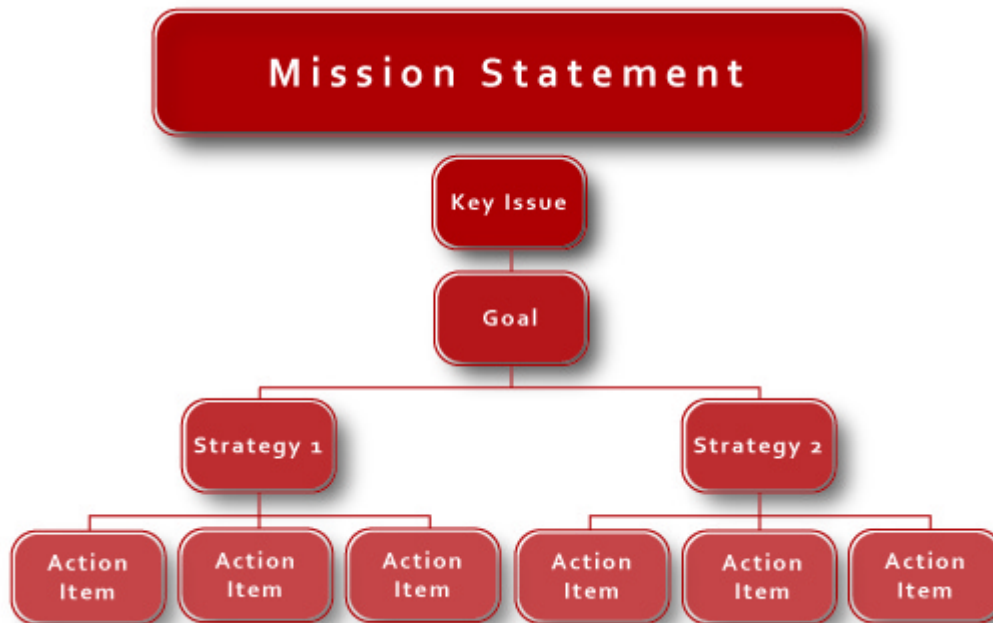 Mission Statement
Key Issue
Goal
Strategy 1
Strategy 2
Action
Item
Action
Item
Action
Item
Action
Item
Action
Item
Action
Item